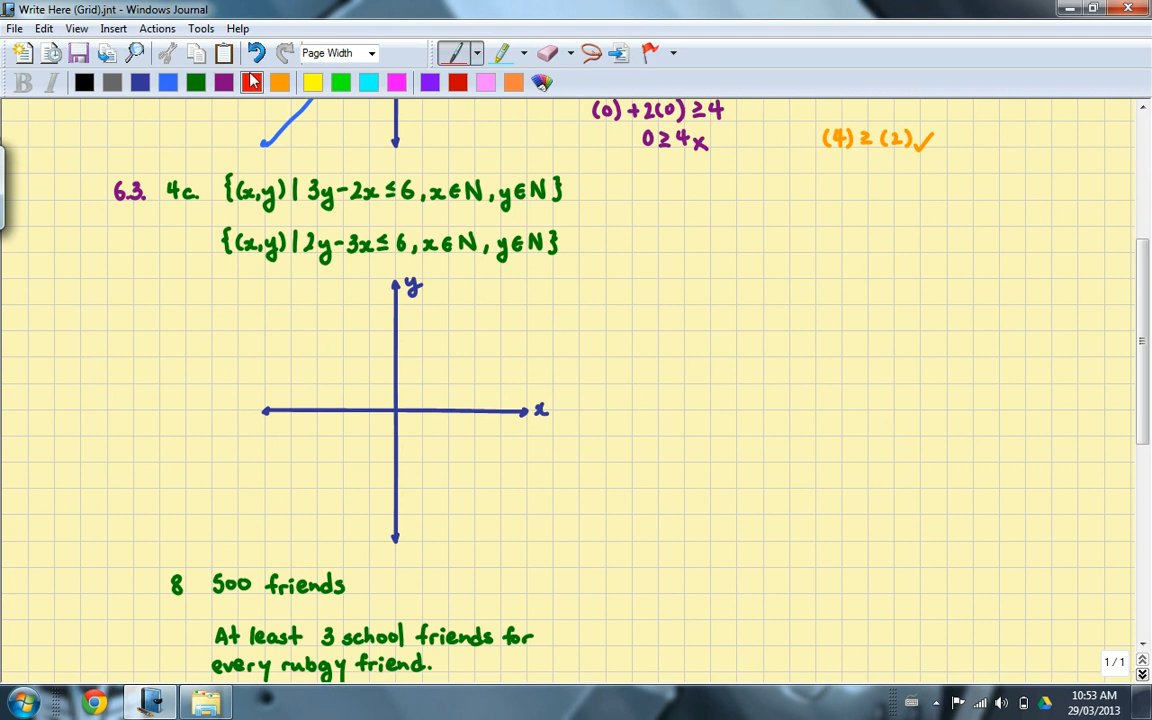 Write Here (Grid).jnt - Windows Journal
File Edit View Insert Actions Tools Help
Page Width
B I
(0) + 2(0) ≥ 4
0 ≥ 4 x
(4) ≥ (2) ✓
6.3. 4c. {(x,y) | 3y - 2x ≤ 6, x ∈ N, y ∈ N}
{(x,y) | 2y - 3x ≤ 6, x ∈ N, y ∈ N}
y
x
8 500 friends
At least 3 school friends for
every rubgy friend.
1 / 1
10:53 AM
29/03/2013